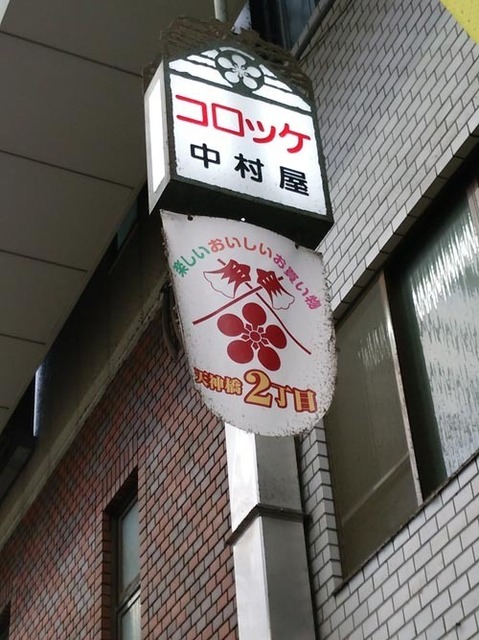 コロッケ
中村屋
楽しいおいしいお買い物
天神橋2丁目